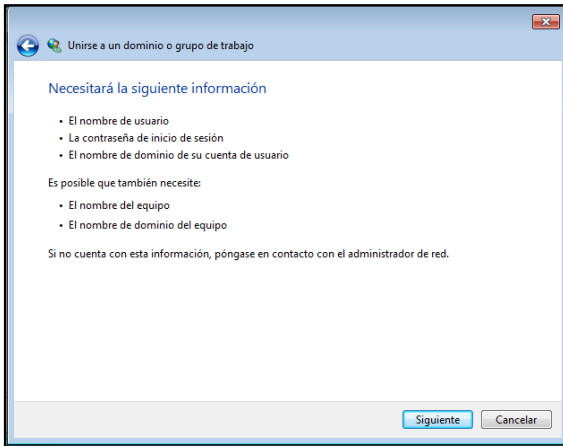 Unirse a un dominio o grupo de trabajo
Necesitará la siguiente información
• El nombre de usuario
• La contraseña de inicio de sesión
• El nombre de dominio de su cuenta de usuario
Es posible que también necesite:
• El nombre del equipo
• El nombre de dominio del equipo
Si no cuenta con esta información, póngase en contacto con el administrador de red.
Siguiente Cancelar